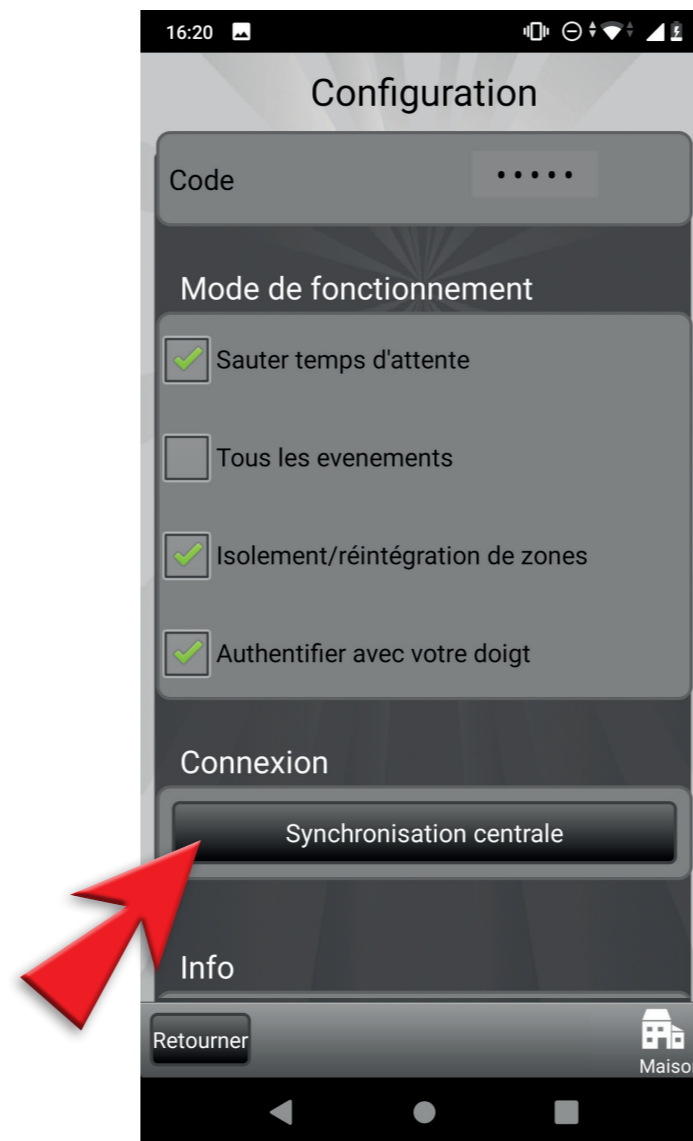 16:20
Configuration
Code
Mode de fonctionnement
Sauter temps d'attente
Tous les evenements
Isolement/réintégration de zones
Authentifier avec votre doigt
Connexion
Synchronisation centrale
Info
Retourner
Maiso